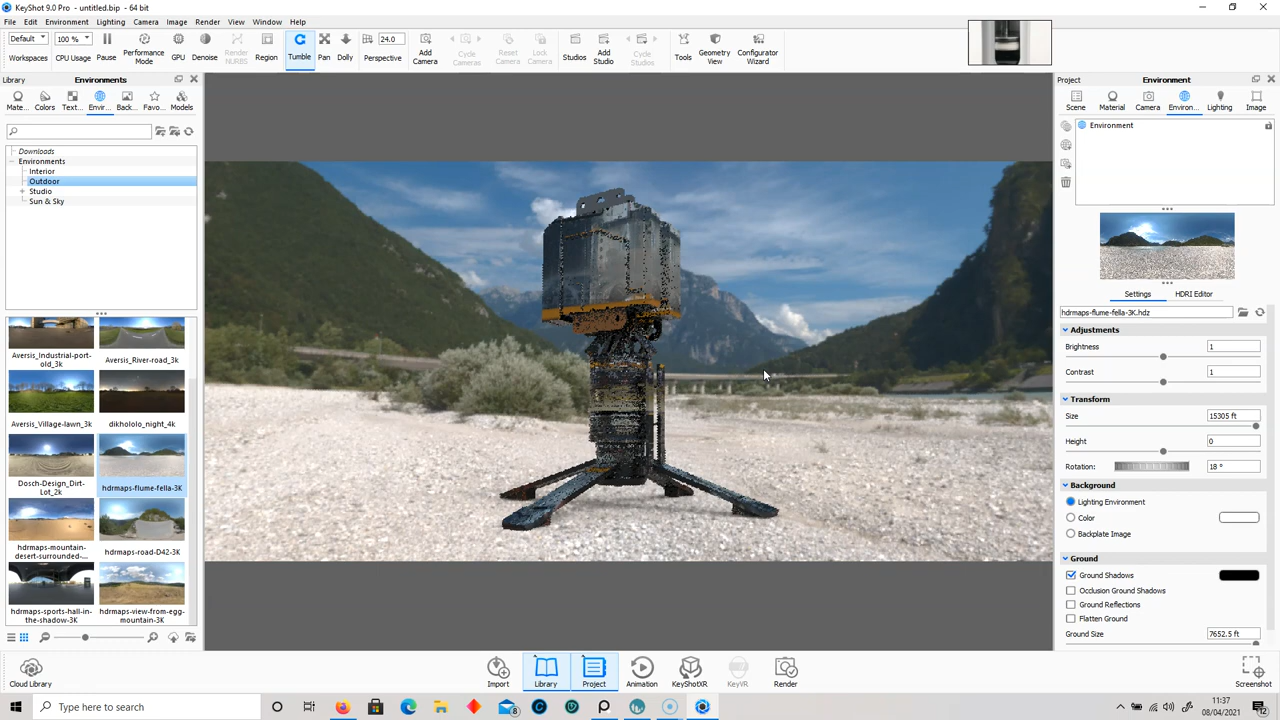 KeyShot 9.0 Pro - untitled.bip - 64 bit
File Edit Environment Lighting Camera Image Render View Window Help
Default 100 % 24.0
Workspaces CPU Usage Pause Performance Mode GPU Denoise Render NURBS Region Tumble Pan Dolly Perspective Add Camera Cycle Cameras Reset Camera Lock Camera Studios Add Studio Cycle Studios Tools Geometry View Configurator Wizard
Library Environments
Mate... Colors Text... Envir... Back... Favo... Models
Downloads
Environments
Interior
Outdoor
Studio
Sun & Sky
Aversis_Industrial-port-old_3k
Aversis_River-road_3k
Aversis_Village-lawn_3k
dikhololo_night_4k
Dosch-Design_Dirt-Lot_2k
hdrmaps-flume-fella-3K
hdrmaps-mountain-desert-surrounded-...
hdrmaps-road-D42-3K
hdrmaps-sports-hall-in-the-shadow-3K
hdrmaps-view-from-egg-mountain-3K
Project Environment
Scene Material Camera Environ... Lighting Image
Environment
Settings HDRI Editor
hdrmaps-flume-fella-3K.hdz
Adjustments
Brightness 1
Contrast 1
Transform
Size 15305 ft
Height 0
Rotation: 18 °
Background
Lighting Environment
Color
Backplate Image
Ground
Ground Shadows
Occlusion Ground Shadows
Ground Reflections
Flatten Ground
Ground Size 7652.5 ft
Cloud Library Import Library Project Animation KeyShotXR KeyVR Render Screenshot
Type here to search
8
11:37
08/04/2021
12